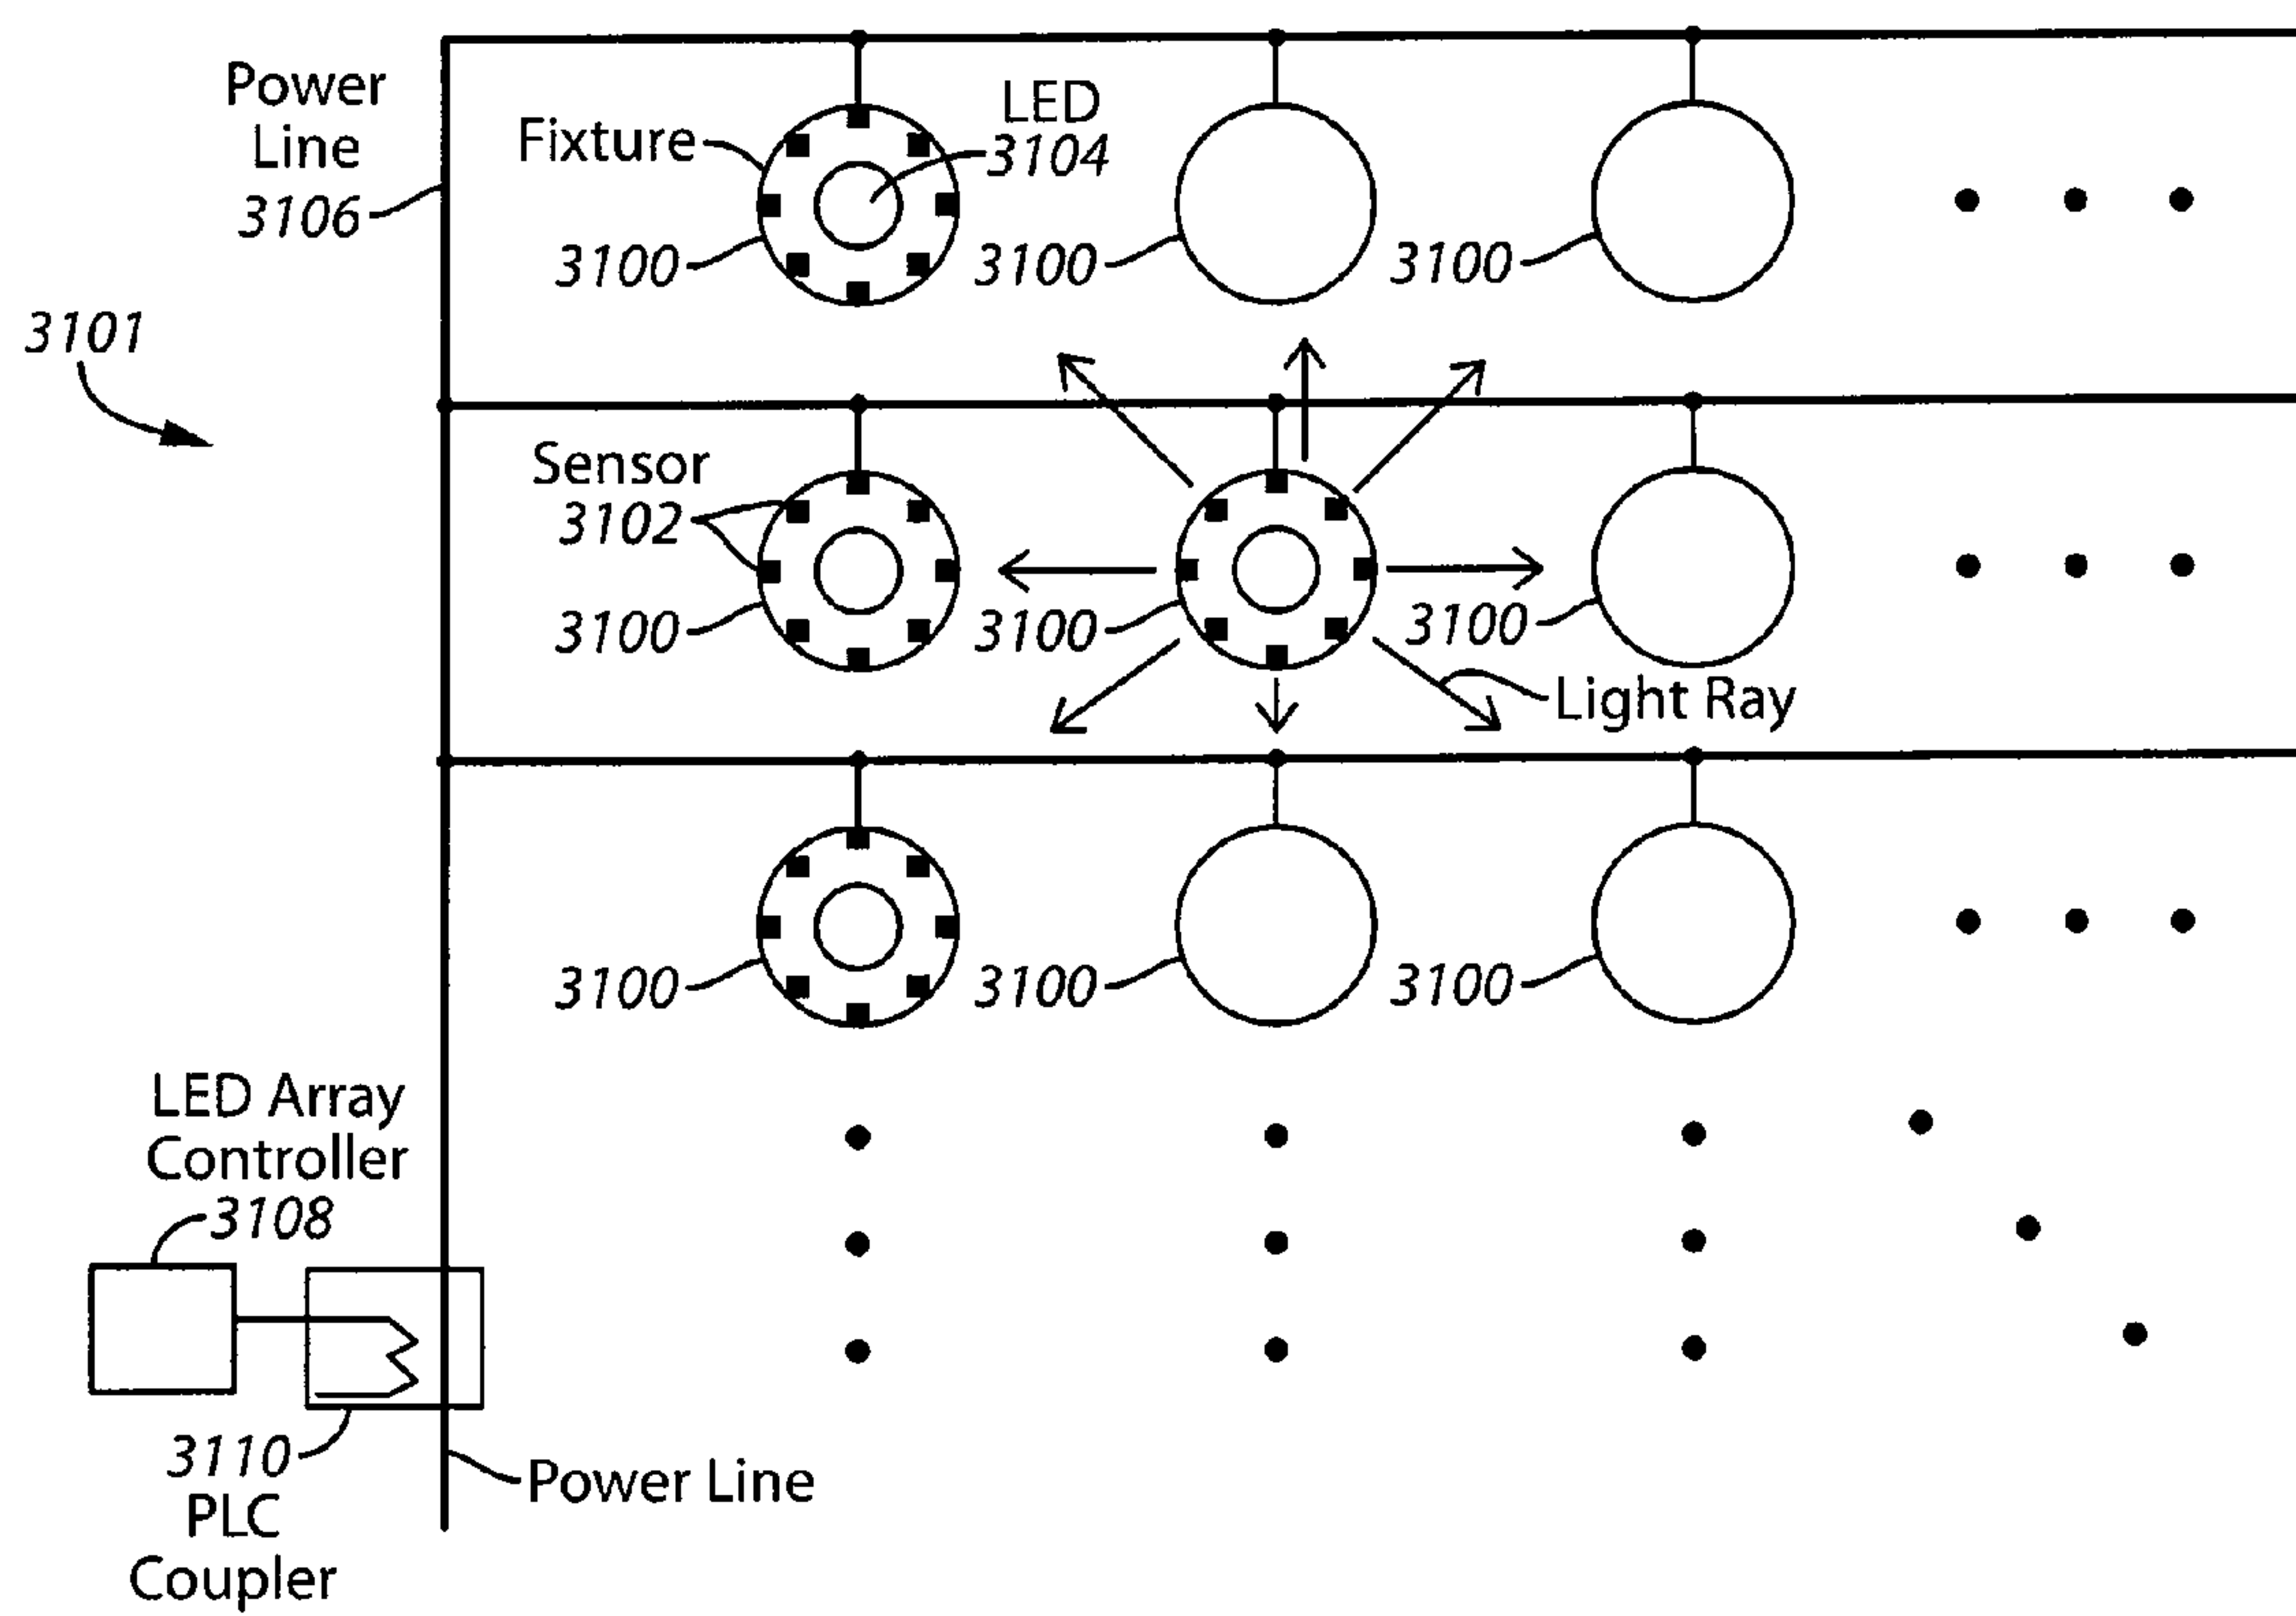 Power
Line
3106
Fixture
LED
3104
3100
3100
3100
3101
Sensor
3102
3100
3100
3100
Light Ray
3100
3100
3100
LED Array
Controller
3108
3110
PLC
Coupler
Power Line